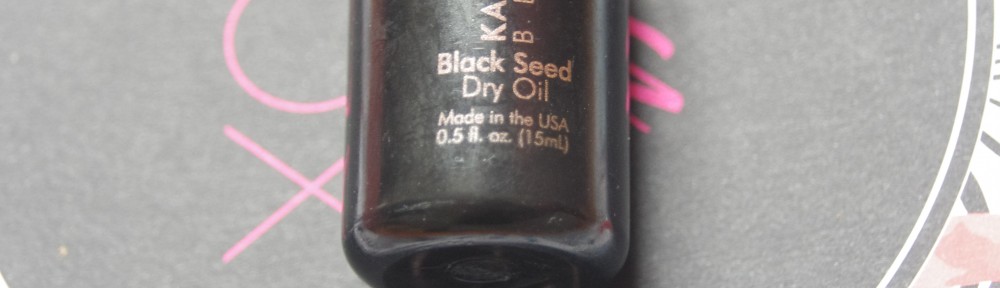 KA
B
Black Seed
Dry Oil
Made in the USA
0.5 fl. oz. (15mL)